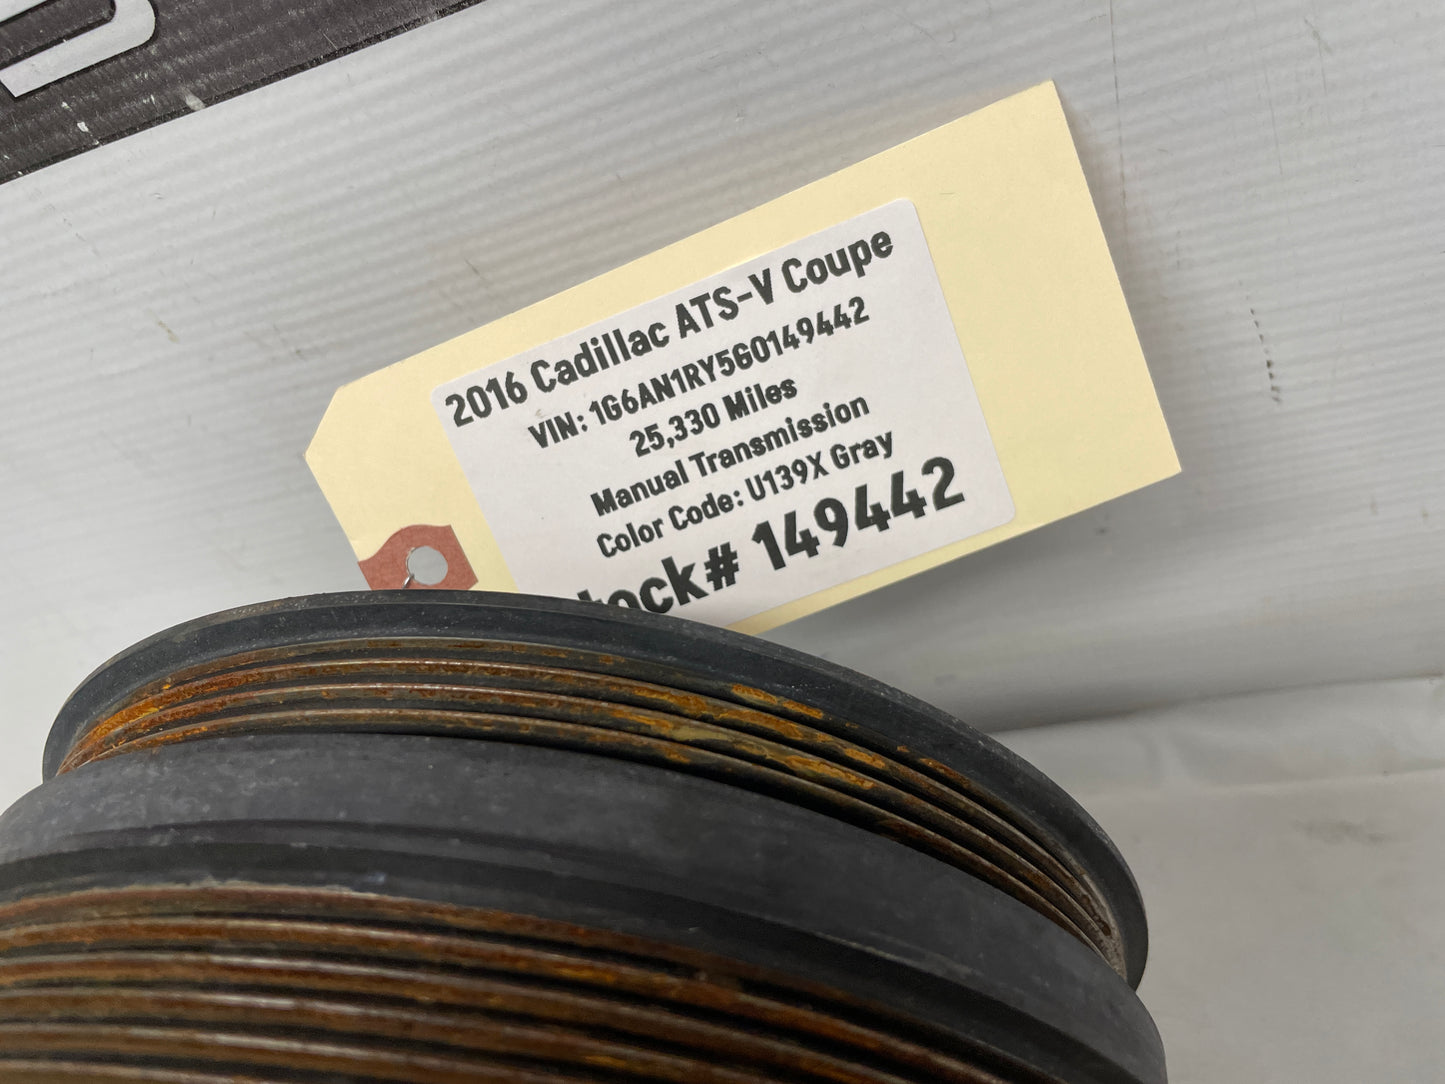 2016 Cadillac ATS-V Coupe
VIN: 1G6AN1RY5G0149442
25,330 Miles
Manual Transmission
Color Code: U139X Gray
tock# 149442